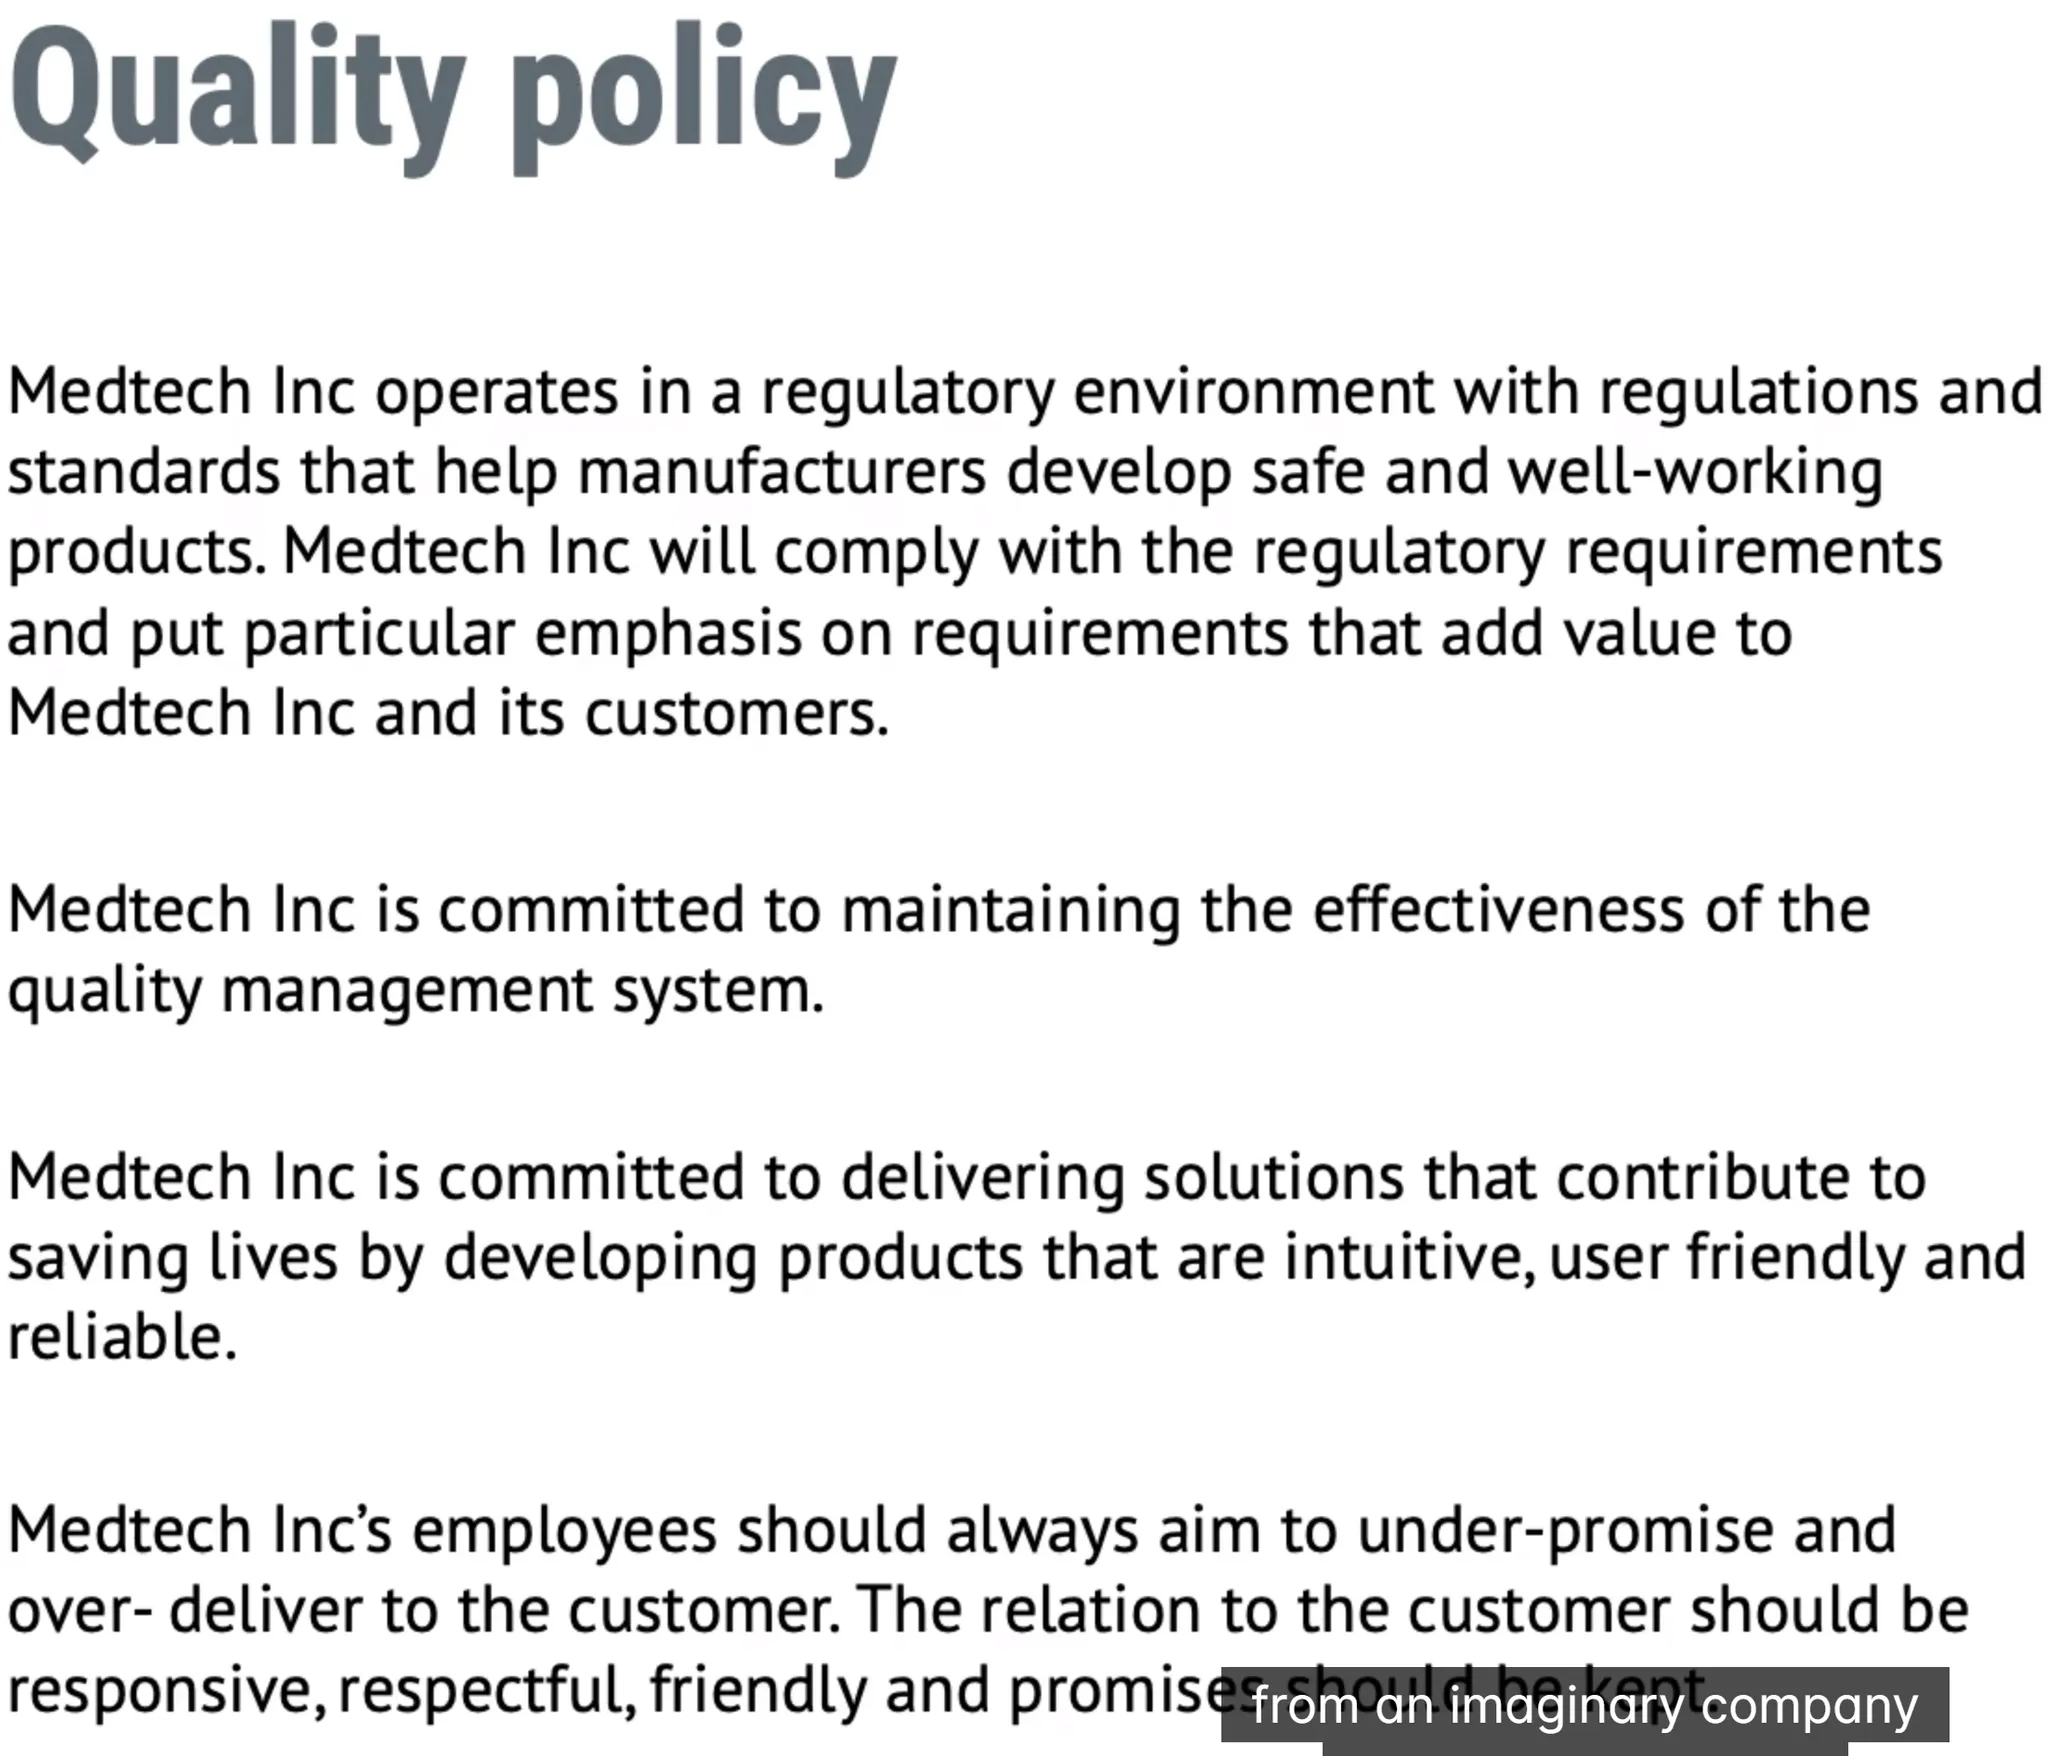 Quality policy
Medtech Inc operates in a regulatory environment with regulations and
standards that help manufacturers develop safe and well-working
products. Medtech Inc will comply with the regulatory requirements
and put particular emphasis on requirements that add value to
Medtech Inc and its customers.
Medtech Inc is committed to maintaining the effectiveness of the
quality management system.
Medtech Inc is committed to delivering solutions that contribute to
saving lives by developing products that are intuitive, user friendly and
reliable.
Medtech Inc’s employees should always aim to under-promise and
over- deliver to the customer. The relation to the customer should be
responsive, respectful, friendly and promises should be kept.
from an imaginary company